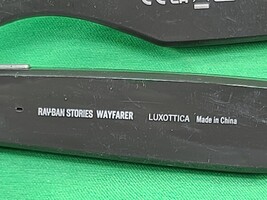 RAY-BAN STORIES WAYFARER LUXOTTICA Made in China